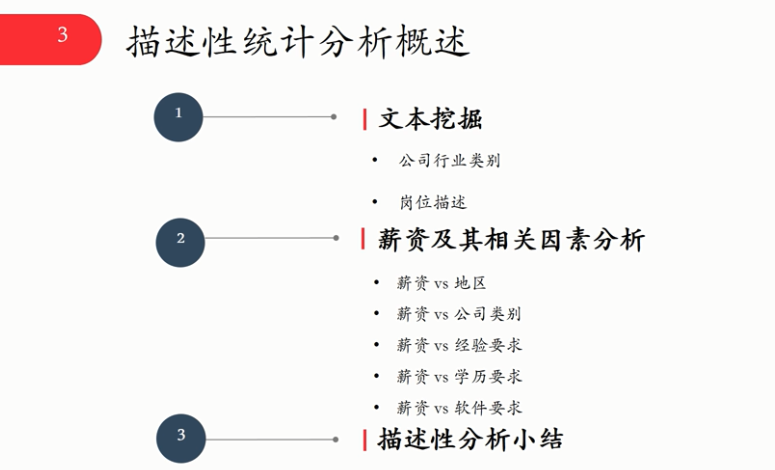 3
描述性统计分析概述
1
文本挖掘
• 公司行业类别
• 岗位描述
2
薪资及其相关因素分析
• 薪资 vs 地区
• 薪资 vs 公司类别
• 薪资 vs 经验要求
• 薪资 vs 学历要求
• 薪资 vs 软件要求
3
描述性分析小结